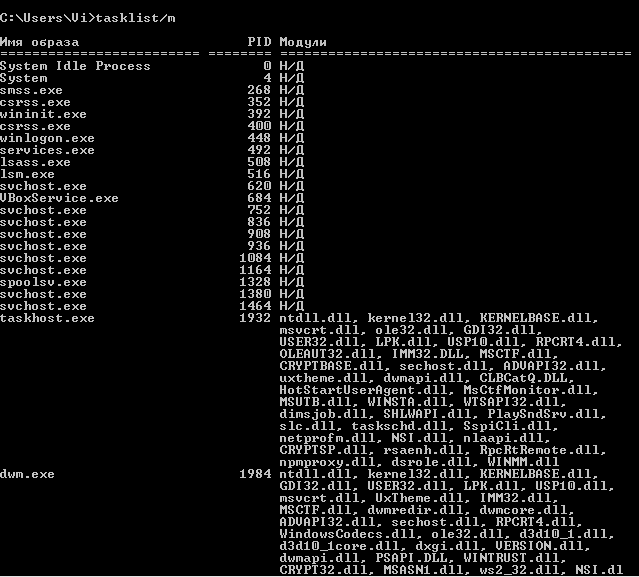 C:\Users\Vi>tasklist/m
Имя образа PID Модули
========================= ======== ============================================
System Idle Process 0 Н/Д
System 4 Н/Д
smss.exe 268 Н/Д
csrss.exe 352 Н/Д
wininit.exe 392 Н/Д
csrss.exe 400 Н/Д
winlogon.exe 448 Н/Д
services.exe 492 Н/Д
lsass.exe 508 Н/Д
lsm.exe 516 Н/Д
svchost.exe 620 Н/Д
VBoxService.exe 684 Н/Д
svchost.exe 752 Н/Д
svchost.exe 836 Н/Д
svchost.exe 908 Н/Д
svchost.exe 936 Н/Д
svchost.exe 1084 Н/Д
svchost.exe 1164 Н/Д
spoolsv.exe 1328 Н/Д
svchost.exe 1380 Н/Д
svchost.exe 1464 Н/Д
taskhost.exe 1932 ntdll.dll, kernel32.dll, KERNELBASE.dll,
msvcrt.dll, ole32.dll, GDI32.dll,
USER32.dll, LPK.dll, USP10.dll, RPCRT4.dll,
OLEAUT32.dll, IMM32.DLL, MSCTF.dll,
CRYPTBASE.dll, sechost.dll, ADVAPI32.dll,
uxtheme.dll, dwmapi.dll, CLBCatQ.DLL,
HotStartUserAgent.dll, MsCtfMonitor.dll,
MSUTB.dll, WINSTA.dll, WTSAPI32.dll,
dimsjob.dll, SHLWAPI.dll, PlaySndSrv.dll,
slc.dll, taskschd.dll, SspiCli.dll,
netprofm.dll, NSI.dll, nlaapi.dll,
CRYPTSP.dll, rsaenh.dll, RpcRtRemote.dll,
npmproxy.dll, dsrole.dll, WINMM.dll
dwm.exe 1984 ntdll.dll, kernel32.dll, KERNELBASE.dll,
GDI32.dll, USER32.dll, LPK.dll, USP10.dll,
msvcrt.dll, UxTheme.dll, IMM32.dll,
MSCTF.dll, dwmredir.dll, dwmcore.dll,
ADVAPI32.dll, sechost.dll, RPCRT4.dll,
WindowsCodecs.dll, ole32.dll, d3d10_1.dll,
d3d10_1core.dll, dxgi.dll, VERSION.dll,
dwmapi.dll, PSAPI.DLL, WINTRUST.dll,
CRYPT32.dll, MSASN1.dll, ws2_32.dll, NSI.dl